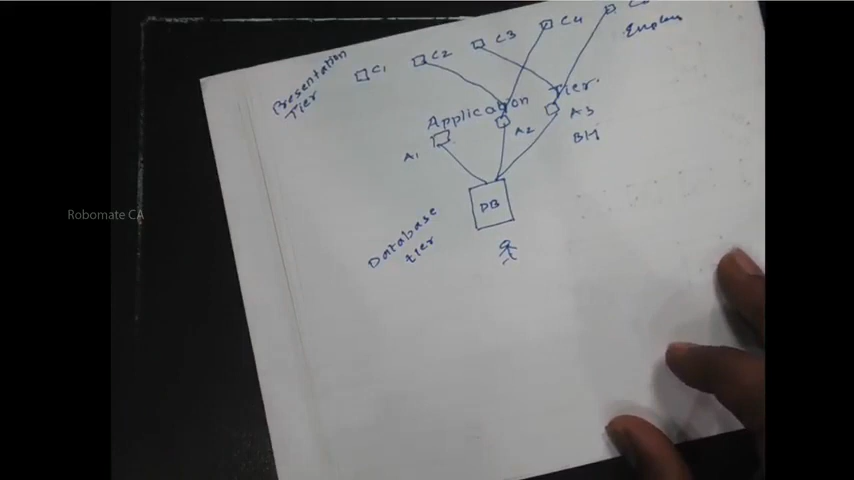 Presentation
Tier
C1
C2
C3
C4
Application Tier
A1
A2
A3
BM
Database
tier
DB
Robomate CA